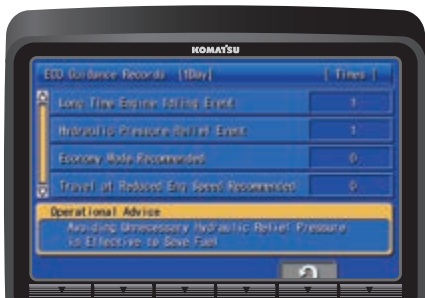 KOMATSU
ECO Guidance Records [1Day] [ Times ]
Long Time Engine Idling Event 1
Hydraulic Pressure Relief Event 1
Economy Mode Recommended 0
Travel at Reduced Eng Speed Recommended 0
Operational Advice
Avoiding Unnecessary Hydraulic Relief Pressure
is Effective to Save Fuel